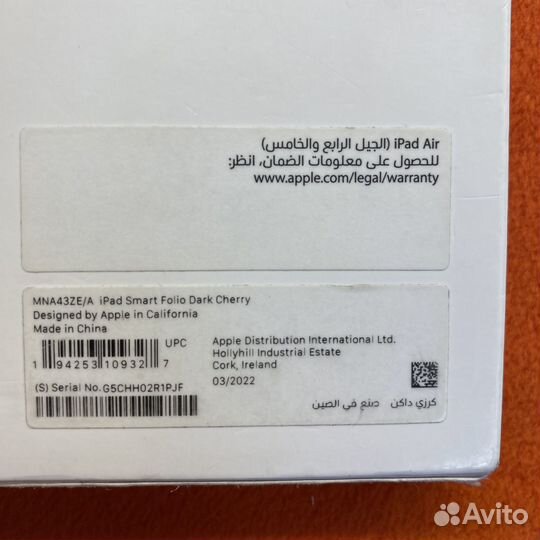 iPad Air (الجيل الرابع والخامس)
للحصول على معلومات الضمان، انظر:
www.apple.com/legal/warranty
MNA43ZE/A iPad Smart Folio Dark Cherry
Designed by Apple in California
Made in China
UPC
1 94253 10932 7
(S) Serial No. G5CHH02R1PJF
Apple Distribution International Ltd.
Hollyhill Industrial Estate
Cork, Ireland
03/2022
كرزي داكن صنع في الصين
Avito